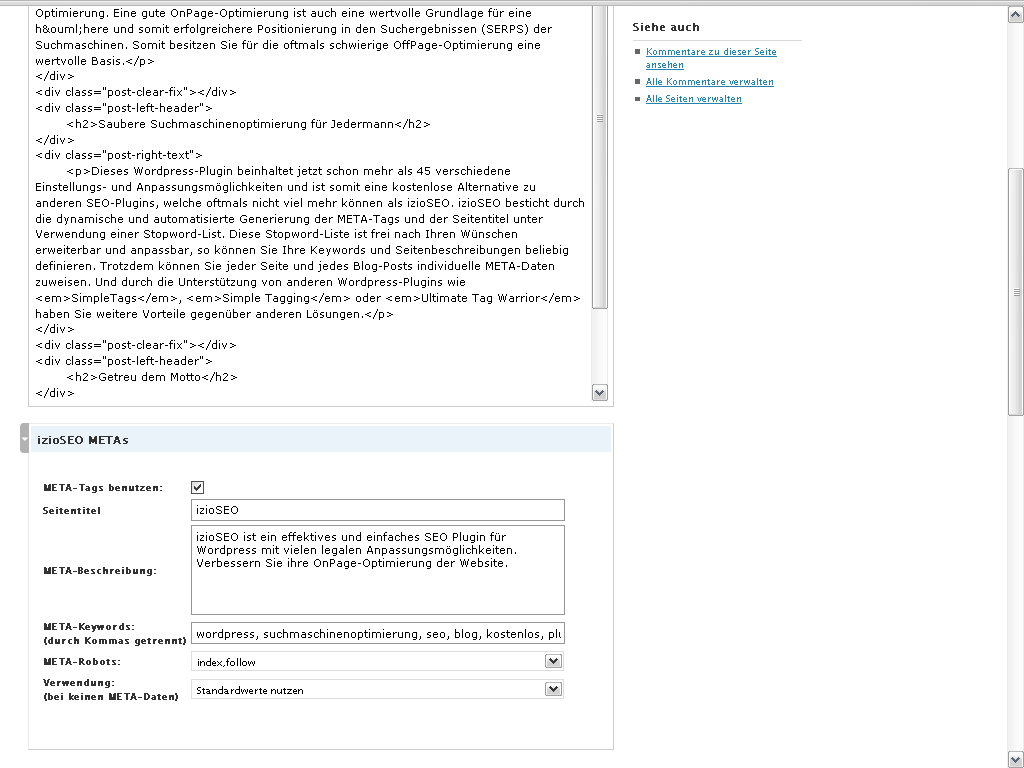 Optimierung. Eine gute OnPage-Optimierung ist auch eine wertvolle Grundlage für eine
h&ouml;here und somit erfolgreichere Positionierung in den Suchergebnissen (SERPS) der
Suchmaschinen. Somit besitzen Sie für die oftmals schwierige OffPage-Optimierung eine
wertvolle Basis.</p>
</div>
<div class="post-clear-fix"></div>
<div class="post-left-header">
<h2>Saubere Suchmaschinenoptimierung für Jedermann</h2>
</div>
<div class="post-right-text">
<p>Dieses Wordpress-Plugin beinhaltet jetzt schon mehr als 45 verschiedene
Einstellungs- und Anpassungsmöglichkeiten und ist somit eine kostenlose Alternative zu
anderen SEO-Plugins, welche oftmals nicht viel mehr können als izioSEO. izioSEO besticht durch
die dynamische und automatisierte Generierung der META-Tags und der Seitentitel unter
Verwendung einer Stopword-List. Diese Stopword-Liste ist frei nach Ihren Wünschen
erweiterbar und anpassbar, so können Sie Ihre Keywords und Seitenbeschreibungen beliebig
definieren. Trotzdem können Sie jeder Seite und jedes Blog-Posts individuelle META-Daten
zuweisen. Und durch die Unterstützung von anderen Wordpress-Plugins wie
<em>SimpleTags</em>, <em>Simple Tagging</em> oder <em>Ultimate Tag Warrior</em>
haben Sie weitere Vorteile gegenüber anderen Lösungen.</p>
</div>
<div class="post-clear-fix"></div>
<div class="post-left-header">
<h2>Getreu dem Motto</h2>
</div>
Siehe auch
Kommentare zu dieser Seite
ansehen
Alle Kommentare verwalten
Alle Seiten verwalten
izioSEO METAs
META-Tags benutzen:
Seitentitel
izioSEO
META-Beschreibung:
izioSEO ist ein effektives und einfaches SEO Plugin für
Wordpress mit vielen legalen Anpassungsmöglichkeiten.
Verbessern Sie ihre OnPage-Optimierung der Website.
META-Keywords:
(durch Kommas getrennt)
wordpress, suchmaschinenoptimierung, seo, blog, kostenlos, plu
META-Robots:
index,follow
Verwendung:
(bei keinen META-Daten)
Standardwerte nutzen